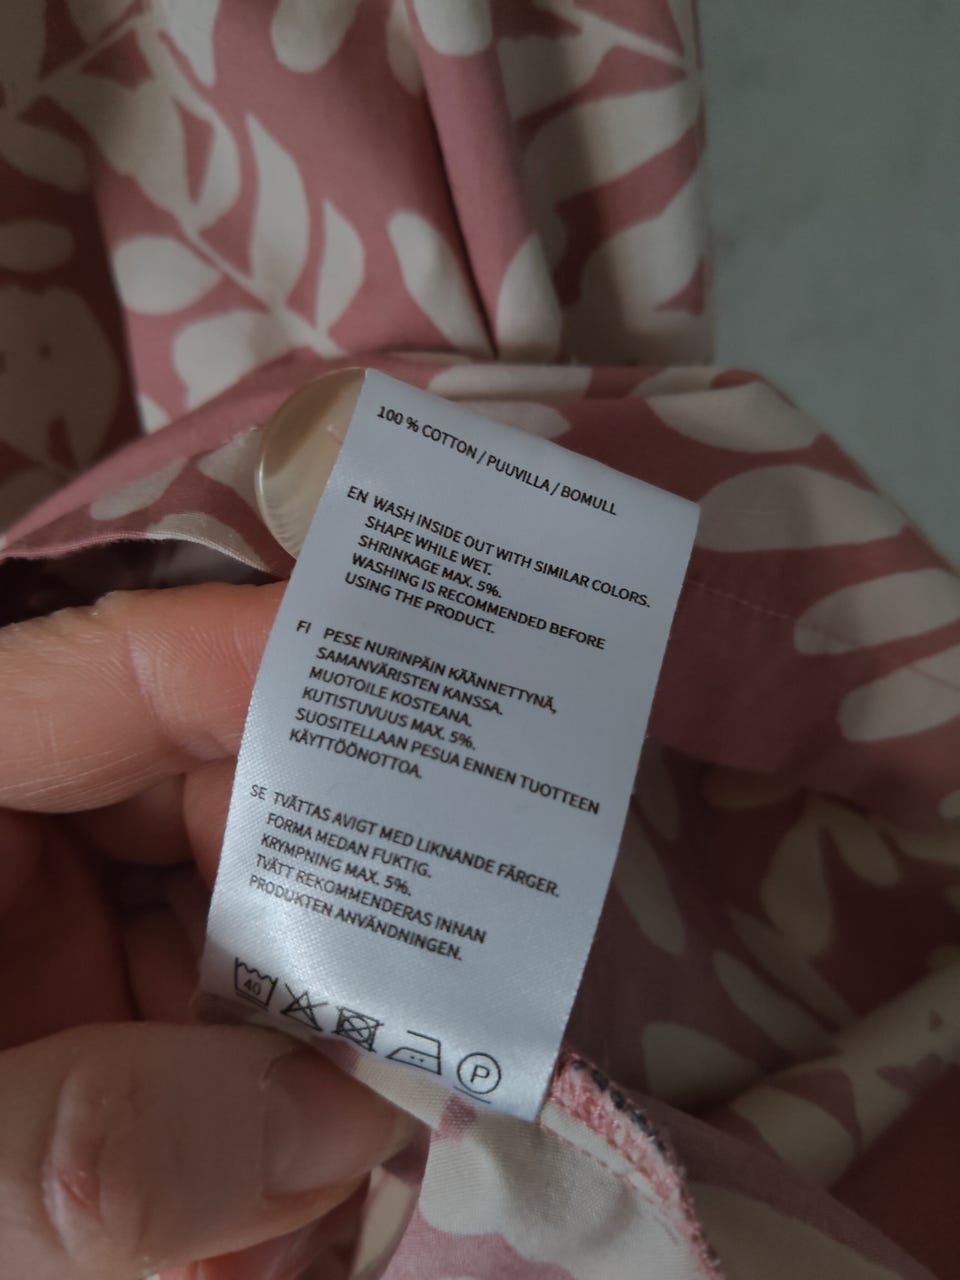 100 % COTTON / PUUVILLA / BOMULL
EN WASH INSIDE OUT WITH SIMILAR COLORS.
SHAPE WHILE WET.
SHRINKAGE MAX. 5%.
WASHING IS RECOMMENDED BEFORE
USING THE PRODUCT.
FI PESE NURINPÄIN KÄÄNNETTYNÄ,
SAMANVÄRISTEN KANSSA.
MUOTOILE KOSTEANA.
KUTISTUVUUS MAX. 5%.
SUOSITELLAAN PESUA ENNEN TUOTTEEN
KÄYTTÖÖNOTTOA.
SE TVÄTTAS AVIGT MED LIKNANDE FÄRGER.
FORMA MEDAN FUKTIG.
KRYMPNING MAX. 5%.
TVÄTT REKOMMENDERAS INNAN
PRODUKTEN ANVÄNDNINGEN.
40 P